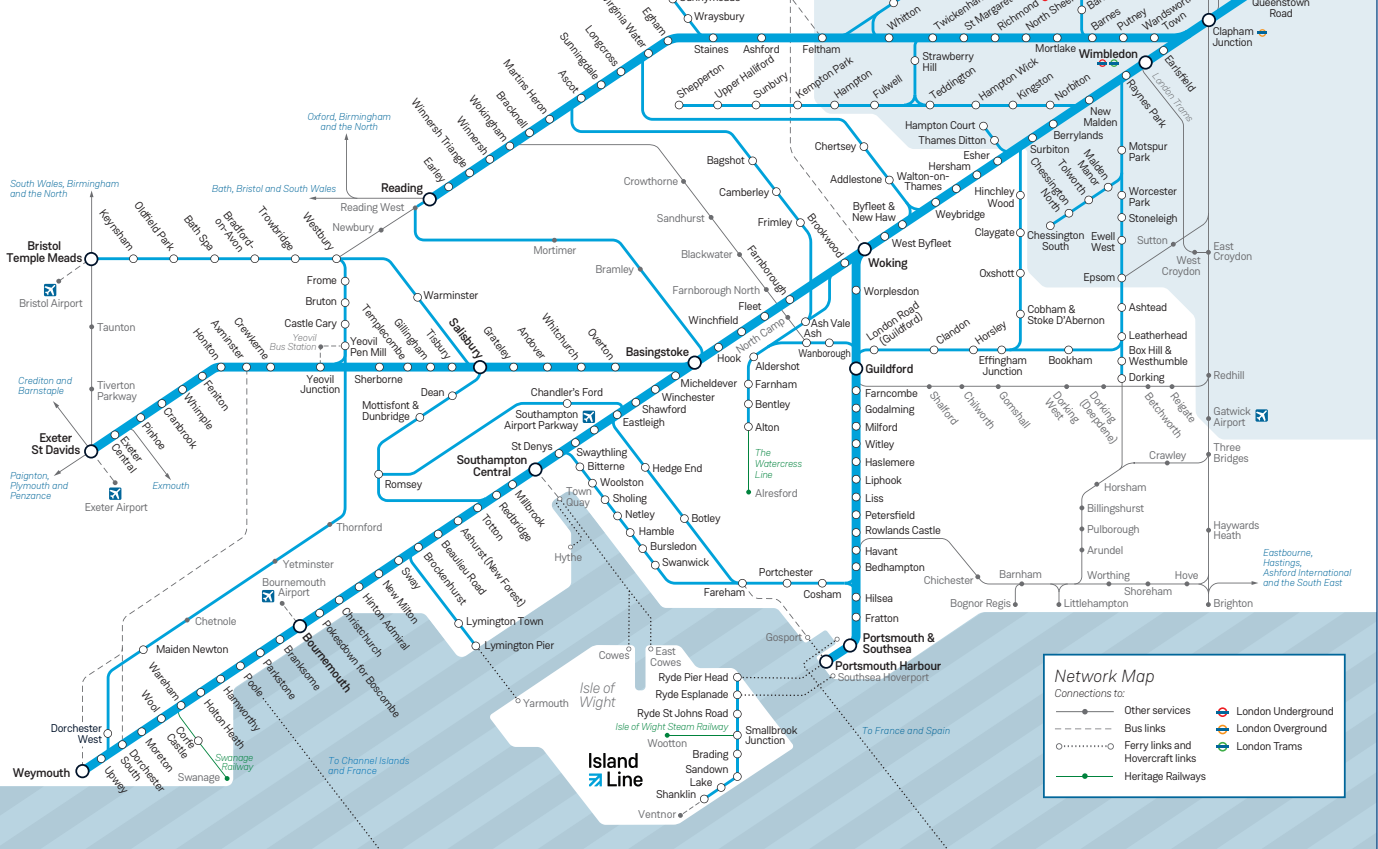 Wraysbury
Egham
Virginia Water
Longcross
Sunningdale
Ascot
Martins Heron
Bracknell
Wokingham
Winnersh
Winnersh Triangle
Earley
Reading
Staines
Ashford
Feltham
Whitton
Twickenham
St Margarets
Richmond
North Sheen
Mortlake
Barnes
Putney
Wandsworth
Town
Queenstown
Road
Clapham
Junction
Wimbledon
Earlsfield
London Trams
Raynes Park
Strawberry
Hill
Shepperton
Upper Halliford
Sunbury
Kempton Park
Hampton
Fulwell
Teddington
Hampton Wick
Kingston
Norbiton
New
Malden
Berrylands
Surbiton
Hampton Court
Thames Ditton
Esher
Hersham
Walton-on-
Thames
Weybridge
Byfleet &
New Haw
West Byfleet
Chertsey
Addlestone
Motspur
Park
Malden
Manor
Tolworth
Chessington
North
Chessington
South
Worcester
Park
Stoneleigh
Ewell
West
Epsom
Sutton
West
Croydon
East
Croydon
Hinchley
Wood
Claygate
Oxshott
Cobham &
Stoke D'Abernon
Ashtead
Leatherhead
Box Hill &
Westhumble
Dorking
Bookham
Effingham
Junction
Horsley
Clandon
London Road
(Guildford)
Oxford, Birmingham
and the North
South Wales, Birmingham
and the North
Bath, Bristol and South Wales
Reading West
Newbury
Mortimer
Bramley
Bagshot
Camberley
Frimley
Crowthorne
Sandhurst
Blackwater
Farnborough North
North Camp
Brookwood
Farnborough
Fleet
Winchfield
Hook
Basingstoke
Woking
Worplesdon
Ash Vale
Ash
Wanborough
Aldershot
Farnham
Bentley
Alton
The
Watercress
Line
Alresford
Guildford
Farncombe
Godalming
Milford
Witley
Haslemere
Liphook
Liss
Petersfield
Rowlands Castle
Havant
Bedhampton
Hilsea
Fratton
Portsmouth &
Southsea
Portsmouth Harbour
Southsea Hoverport
Shalford
Chilworth
Gomshall
Dorking
West
Dorking
(Deepdene)
Betchworth
Reigate
Redhill
Gatwick
Airport
Three
Bridges
Crawley
Horsham
Billingshurst
Pulborough
Arundel
Haywards
Heath
Eastbourne,
Hastings,
Ashford International
and the South East
Chichester
Barnham
Worthing
Shoreham
Hove
Bognor Regis
Littlehampton
Brighton
Bristol
Temple Meads
Bristol Airport
Keynsham
Oldfield Park
Bath Spa
Bradford-
on-Avon
Trowbridge
Westbury
Frome
Bruton
Castle Cary
Yeovil
Bus Station
Yeovil
Pen Mill
Yeovil
Junction
Warminster
Taunton
Tiverton
Parkway
Crediton and
Barnstaple
Exeter
St Davids
Paignton,
Plymouth and
Penzance
Exeter Airport
Exmouth
Exeter
Central
Pinhoe
Cranbrook
Whimple
Feniton
Honiton
Axminster
Crewkerne
Sherborne
Templecombe
Gillingham
Tisbury
Salisbury
Grateley
Andover
Whitchurch
Overton
Dean
Mottisfont &
Dunbridge
Romsey
Chandler's Ford
Micheldever
Winchester
Shawford
Eastleigh
Southampton
Airport Parkway
Swaythling
St Denys
Southampton
Central
Bitterne
Woolston
Sholing
Netley
Hamble
Bursledon
Swanwick
Hedge End
Botley
Fareham
Portchester
Cosham
Gosport
Town
Quay
Hythe
Millbrook
Redbridge
Totton
Ashurst (New Forest)
Beaulieu Road
Brockenhurst
Sway
New Milton
Hinton Admiral
Christchurch
Pokesdown for Boscombe
Bournemouth
Bournemouth
Airport
Branksome
Parkstone
Poole
Hamworthy
Holton Heath
Wareham
Wool
Moreton
Dorchester
South
Upwey
Weymouth
Dorchester
West
Maiden Newton
Chetnole
Yetminster
Thornford
Corfe
Castle
Swanage
Swanage
Railway
Lymington Town
Lymington Pier
Yarmouth
Cowes
East
Cowes
Isle of
Wight
Ryde Pier Head
Ryde Esplanade
Ryde St Johns Road
Isle of Wight Steam Railway
Wootton
Smallbrook
Junction
Brading
Sandown
Lake
Shanklin
Ventnor
Island
Line
To Channel Islands
and France
To France and Spain
Network Map
Connections to:
Other services
Bus links
Ferry links and
Hovercraft links
Heritage Railways
London Underground
London Overground
London Trams